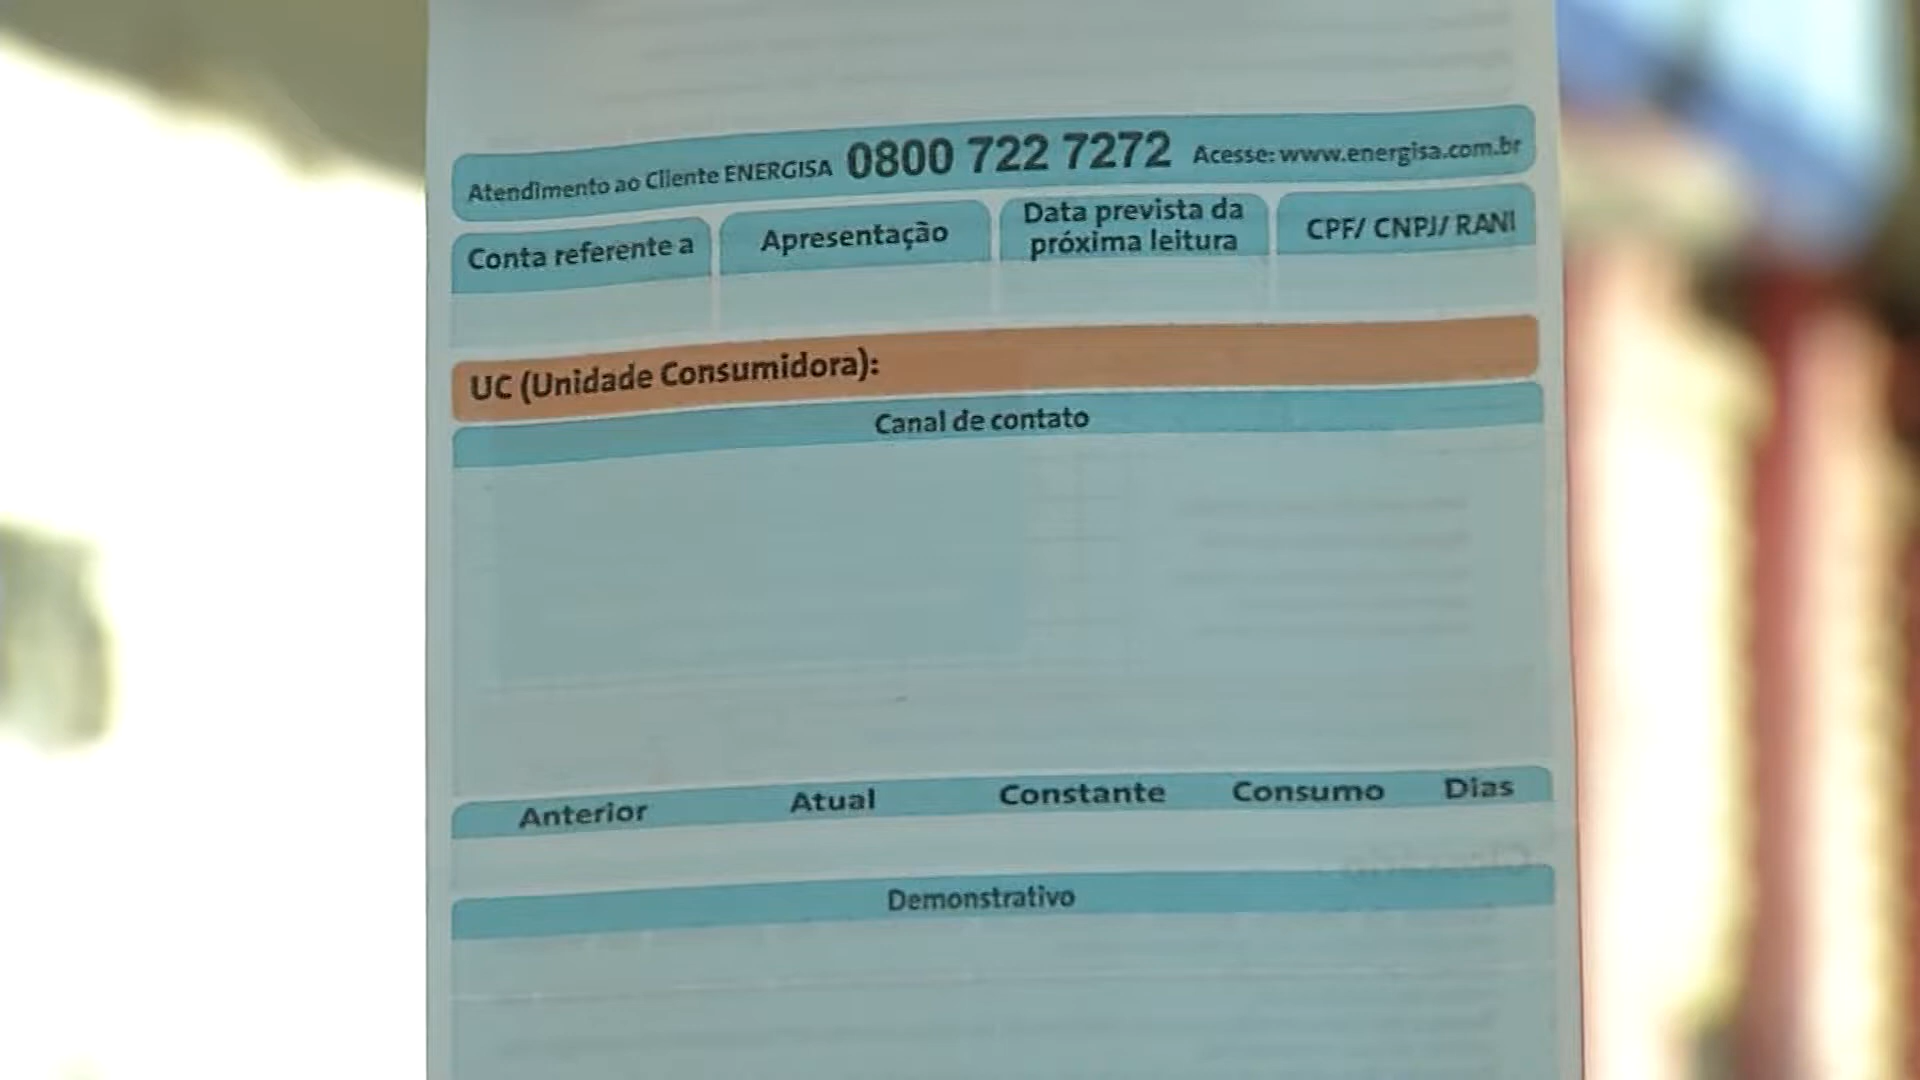 Atendimento ao Cliente ENERGISA 0800 722 7272 Acesse: www.energisa.com.br
Conta referente a
Apresentação
Data prevista da
próxima leitura
CPF/ CNPJ/ RANI
UC (Unidade Consumidora):
Canal de contato
Anterior Atual Constante Consumo Dias
Demonstrativo